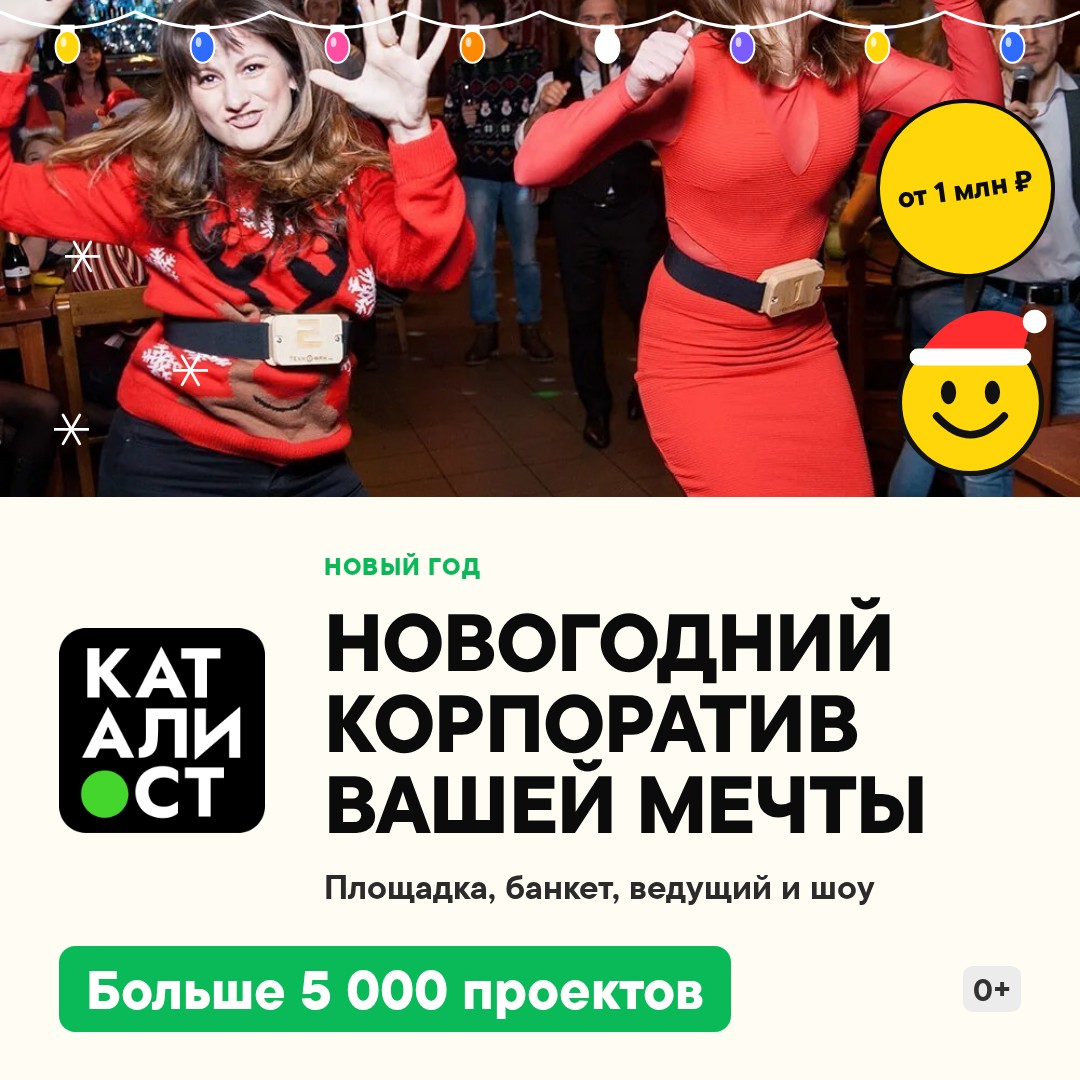 от 1 млн ₽
НОВЫЙ ГОД
НОВОГОДНИЙ
КОРПОРАТИВ
ВАШЕЙ МЕЧТЫ
КАТ
АЛИ
СТ
Площадка, банкет, ведущий и шоу
Больше 5 000 проектов
0+